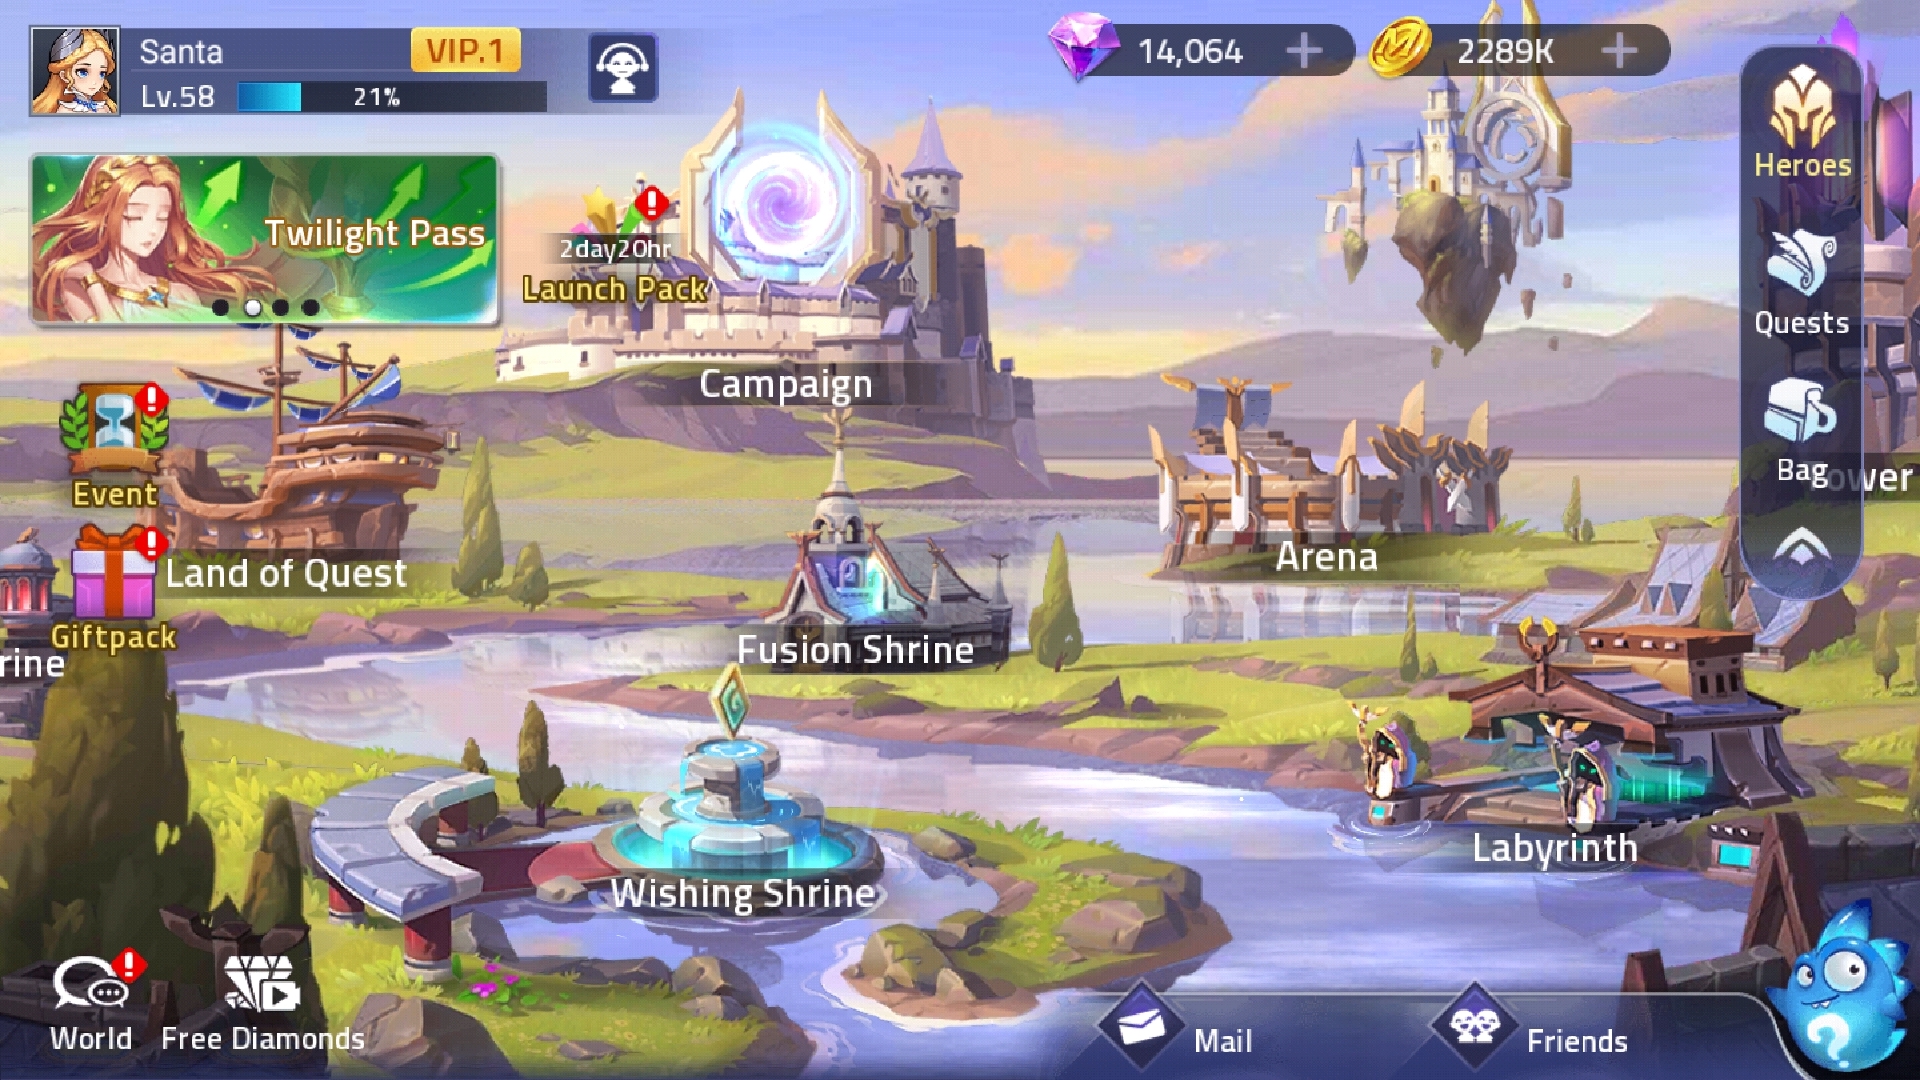 Santa
VIP.1
Lv.58
21%
14,064
2289K
Twilight Pass
2day20hr
Launch Pack
Heroes
Quests
Bag
Tower
Campaign
Event
Arena
Land of Quest
Giftpack
rine
Fusion Shrine
Labyrinth
Wishing Shrine
World
Free Diamonds
Mail
Friends